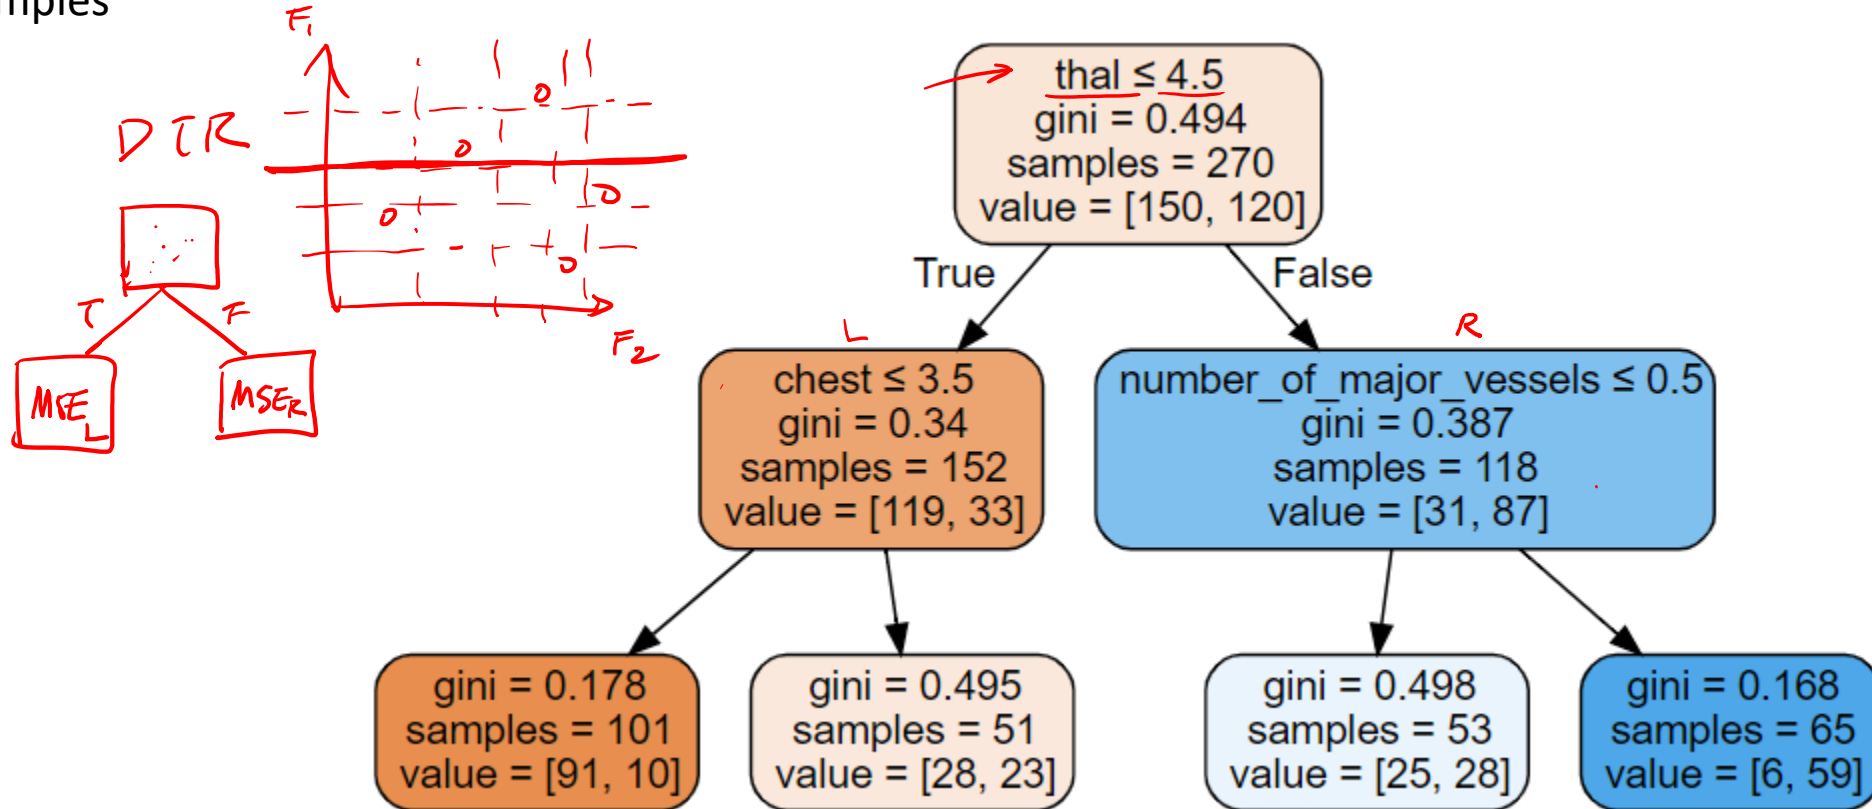 mples
F₁
DTR
T
F
MSE L
MSE R
F₂
thal ≤ 4.5
gini = 0.494
samples = 270
value = [150, 120]
True
False
L
R
chest ≤ 3.5
gini = 0.34
samples = 152
value = [119, 33]
number_of_major_vessels ≤ 0.5
gini = 0.387
samples = 118
value = [31, 87]
gini = 0.178
samples = 101
value = [91, 10]
gini = 0.495
samples = 51
value = [28, 23]
gini = 0.498
samples = 53
value = [25, 28]
gini = 0.168
samples = 65
value = [6, 59]